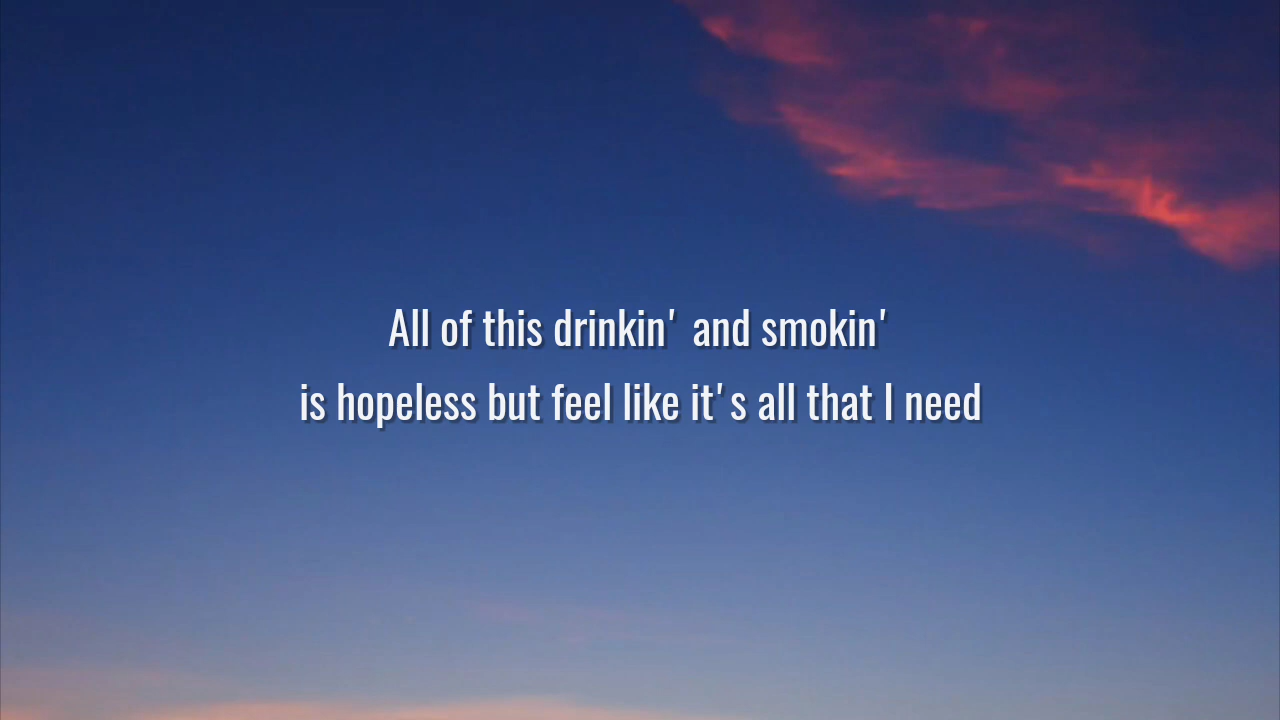 All of this drinkin' and smokin'
is hopeless but feel like it's all that I need